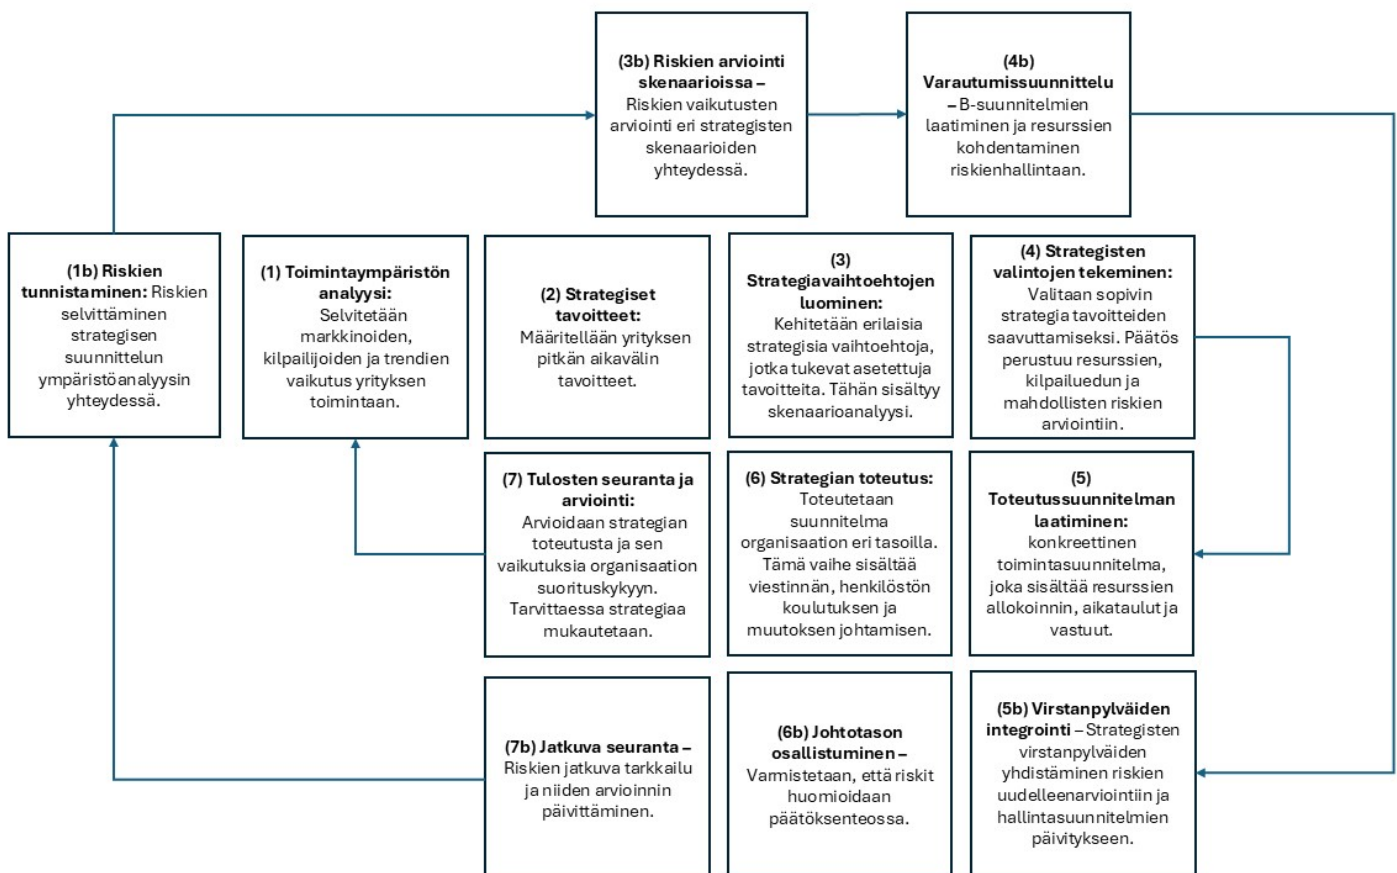 (3b) Riskien arviointi
skenaarioissa –
Riskien vaikutusten
arviointi eri strategisten
skenaarioiden
yhteydessä.
(4b)
Varautumissuunnittelu
– B-suunnitelmien
laatiminen ja resurssien
kohdentaminen
riskienhallintaan.
(1b) Riskien
tunnistaminen: Riskien
selvittäminen
strategisen
suunnittelun
ympäristöanalyysin
yhteydessä.
(1) Toimintaympäristön
analyysi:
Selvitetään
markkinoiden,
kilpailijoiden ja trendien
vaikutus yrityksen
toimintaan.
(2) Strategiset
tavoitteet:
Määritellään yrityksen
pitkän aikavälin
tavoitteet.
(3)
Strategiavaihtoehtojen
luominen:
Kehitetään erilaisia
strategisia vaihtoehtoja,
jotka tukevat asetettuja
tavoitteita. Tähän sisältyy
skenaarioanalyysi.
(4) Strategisten
valintojen tekeminen:
Valitaan sopivin
strategia tavoitteiden
saavuttamiseksi. Päätös
perustuu resurssien,
kilpailuedun ja
mahdollisten riskien
arviointiin.
(7) Tulosten seuranta ja
arviointi:
Arvioidaan strategian
toteutusta ja sen
vaikutuksia organisaation
suorituskykyyn.
Tarvittaessa strategiaa
mukautetaan.
(6) Strategian toteutus:
Toteutetaan
suunnitelma
organisaation eri tasoilla.
Tämä vaihe sisältää
viestinnän, henkilöstön
koulutuksen ja
muutoksen johtamisen.
(5)
Toteutussuunnitelman
laatiminen:
konkreettinen
toimintasuunnitelma,
joka sisältää resurssien
allokoinnin, aikataulut ja
vastuut.
(7b) Jatkuva seuranta –
Riskien jatkuva tarkkailu
ja niiden arvioinnin
päivittäminen.
(6b) Johtotason
osallistuminen –
Varmistetaan, että riskit
huomioidaan
päätöksenteossa.
(5b) Virstanpylväiden
integrointi – Strategisten
virstanpylväiden
yhdistäminen riskien
uudelleenarviointiin ja
hallintasuunnitelmien
päivitykseen.